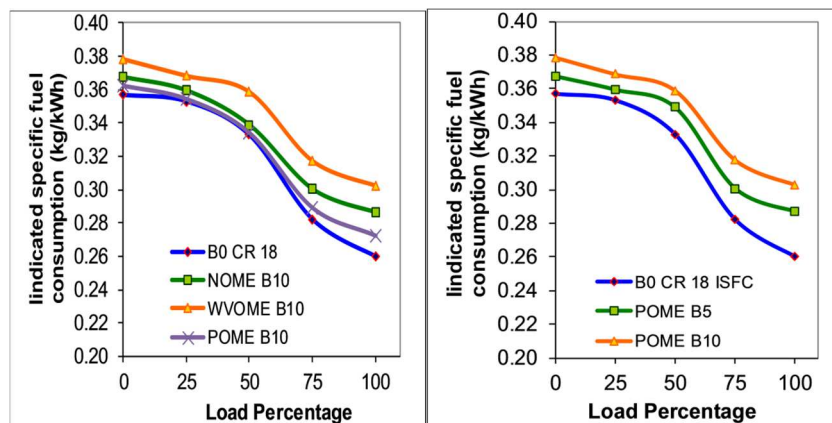 Iindicated specific fuel
consumption (kg/kWh)
0.40
0.38
0.36
0.34
0.32
0.30
0.28
0.26
0.24
0.22
0.20
B0 CR 18
NOME B10
WVOME B10
POME B10
0 25 50 75 100
Load Percentage
Iindicated specific fuel
consumption (kg/kWh)
0.40
0.38
0.36
0.34
0.32
0.30
0.28
0.26
0.24
0.22
0.20
B0 CR 18 ISFC
POME B5
POME B10
0 25 50 75 100
Load Percentage